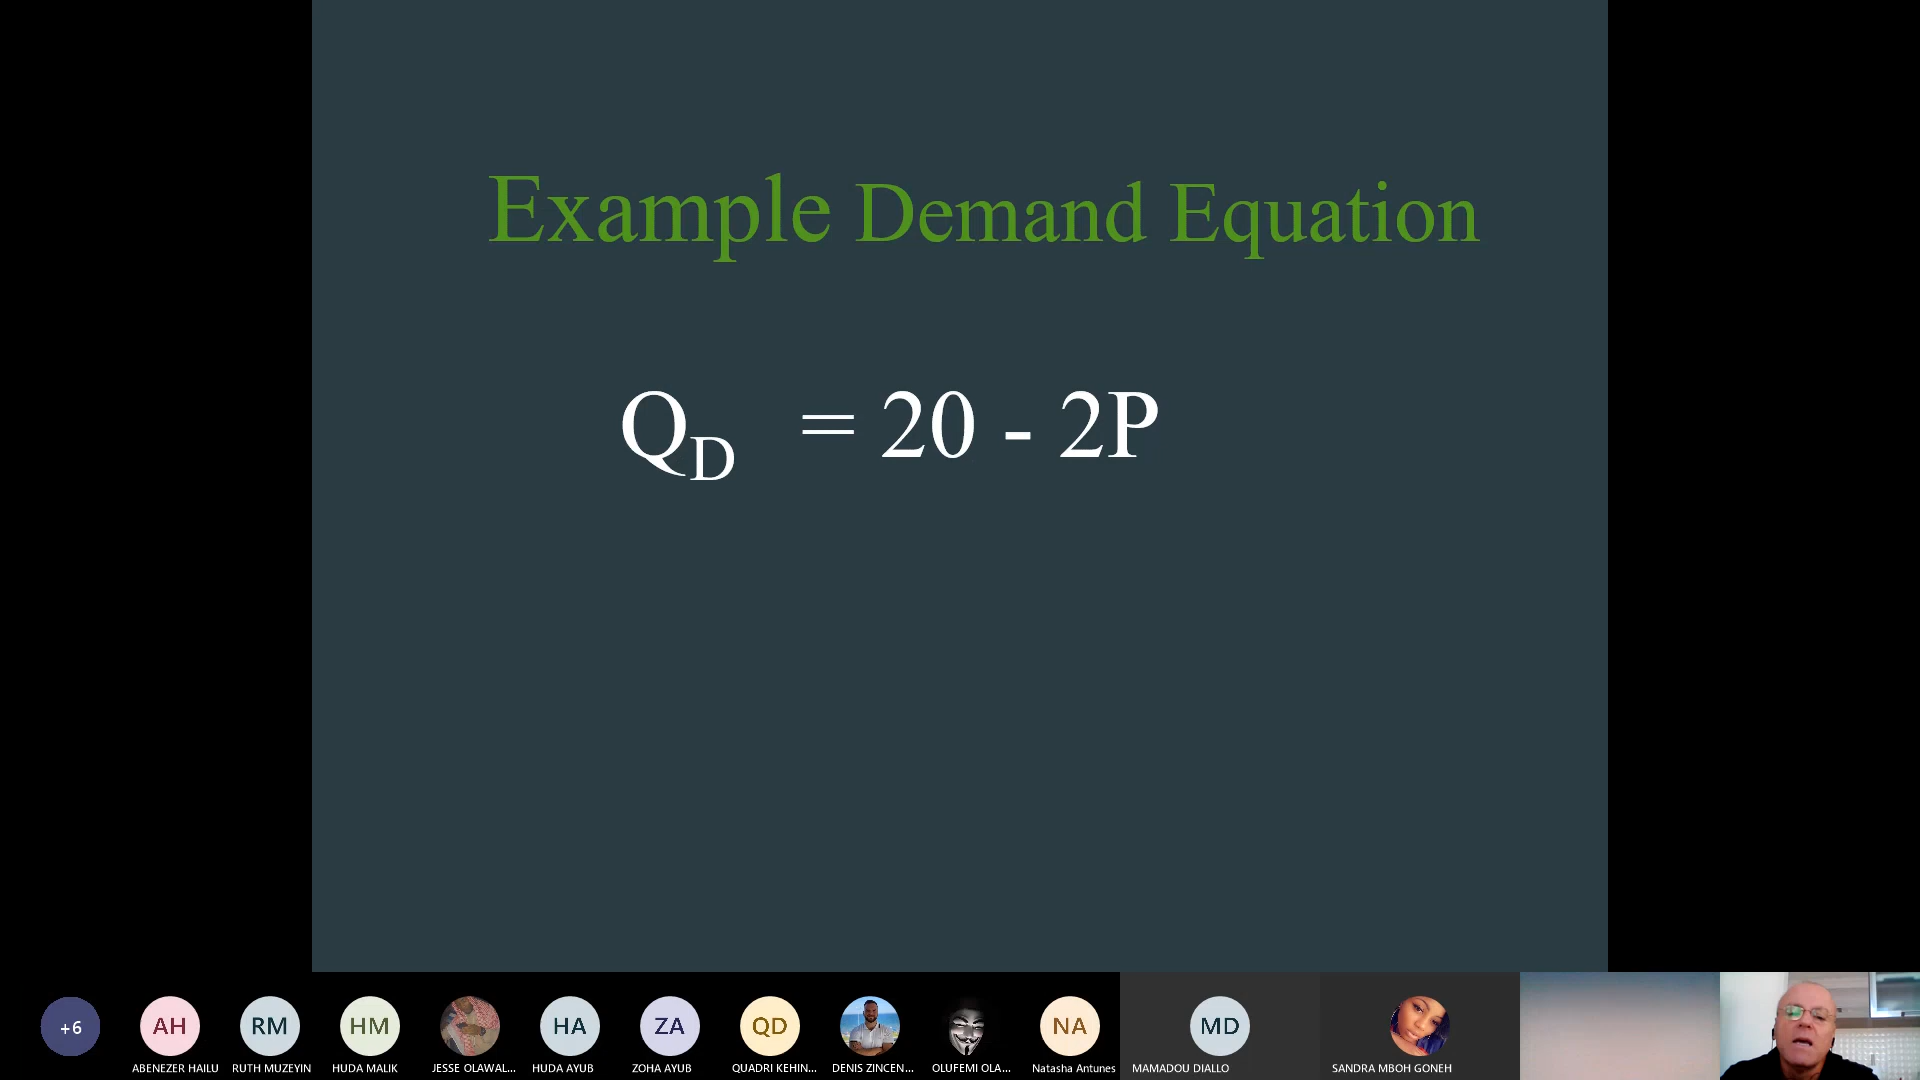 Example Demand Equation
Q_D = 20 - 2P
+6
AH
RM
HM
HA
ZA
QD
NA
MD
ABENEZER HAILU
RUTH MUZEYIN
HUDA MALIK
JESSE OLAWAL...
HUDA AYUB
ZOHA AYUB
QUADRI KEHIN...
DENIS ZINCEN...
OLUFEMI OLA...
Natasha Antunes
MAMADOU DIALLO
SANDRA MBOH GONEH